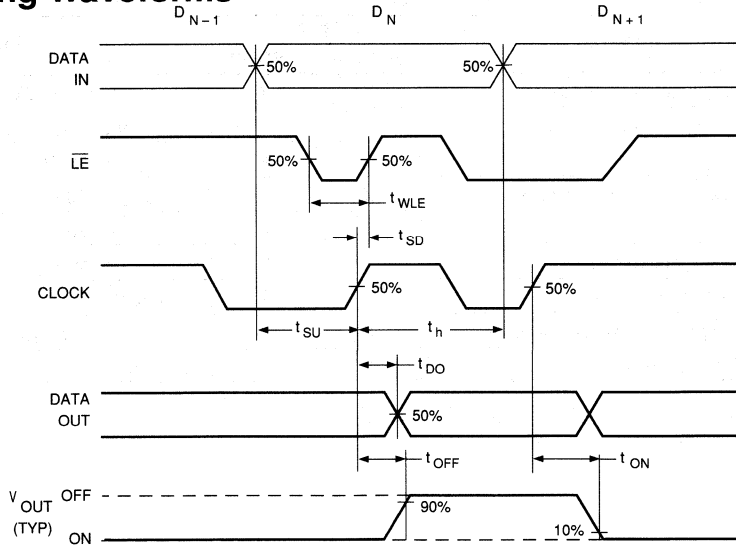 D N − 1 D N D N + 1
DATA IN 50% 50%
LE 50% 50%
t WLE
t SD
CLOCK 50% 50%
t SU t h
t DO
DATA OUT 50%
t OFF t ON
V OUT (TYP) OFF 90%
ON 10%